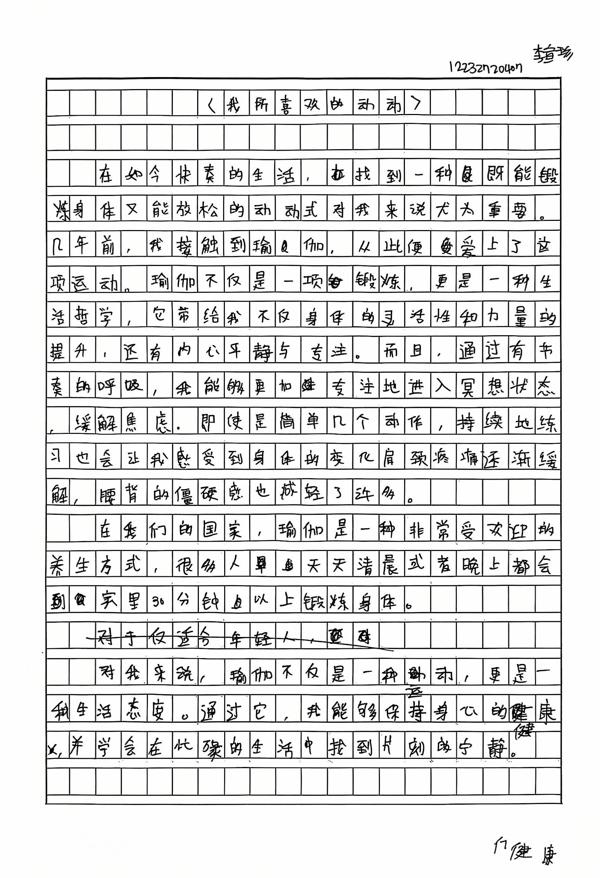 李宜珍
12232720407
《我所喜欢的动动》
在如今快奏的生活，找到一种既能锻
炼身体又能放松的动动式对我来说犬为重要。
几年前，我接触到瑜伽，从此便爱上了这
项运动。瑜伽不仅是一项锻炼，更是一种生
活哲学，它带给我不仅身体的灵活性和力量的
提升，还有内心平静与专注。而且，通过有节
奏的呼吸，我能够更加专注地进入冥想状态
，缓解焦虑。即使是简单几个动作，持续地练
习也会让我感受到身体的变化肩颈疼痛还渐缓
解，腰背的僵硬感也减轻了许多。
在我们的国家，瑜伽是一种非常受欢迎的
养生方式，很多人天天清晨或者晚上都会
到里30分钟以上锻炼身体。
对于仅适合年轻人，更对
对我来说，瑜伽不仅是一种运动，更是一
种生活态度。通过它，我能够保持身心的健康
，并学会在忙碌的生活中找到片刻的宁静。
亻健康